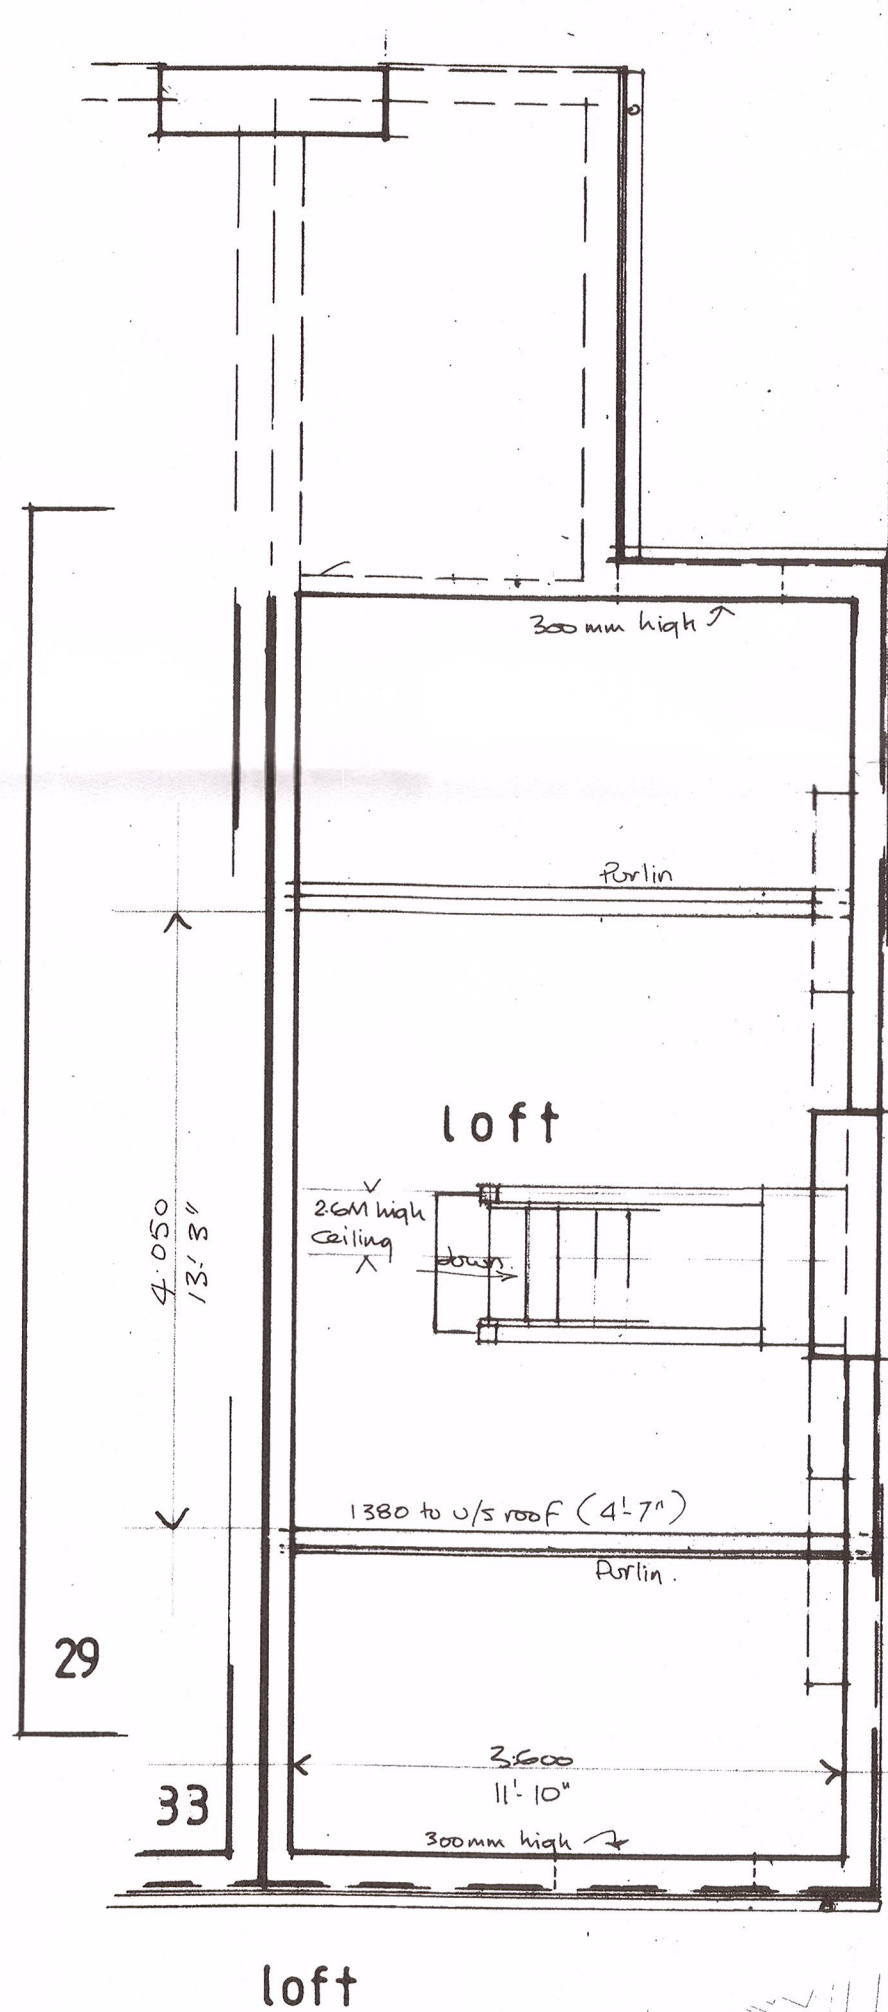 300mm high
Purlin
loft
2.6M high
ceiling
down
4.050
13'-3"
1380 to u/s roof (4'-7")
Purlin.
29
3.600
11'-10"
33
300mm high
loft